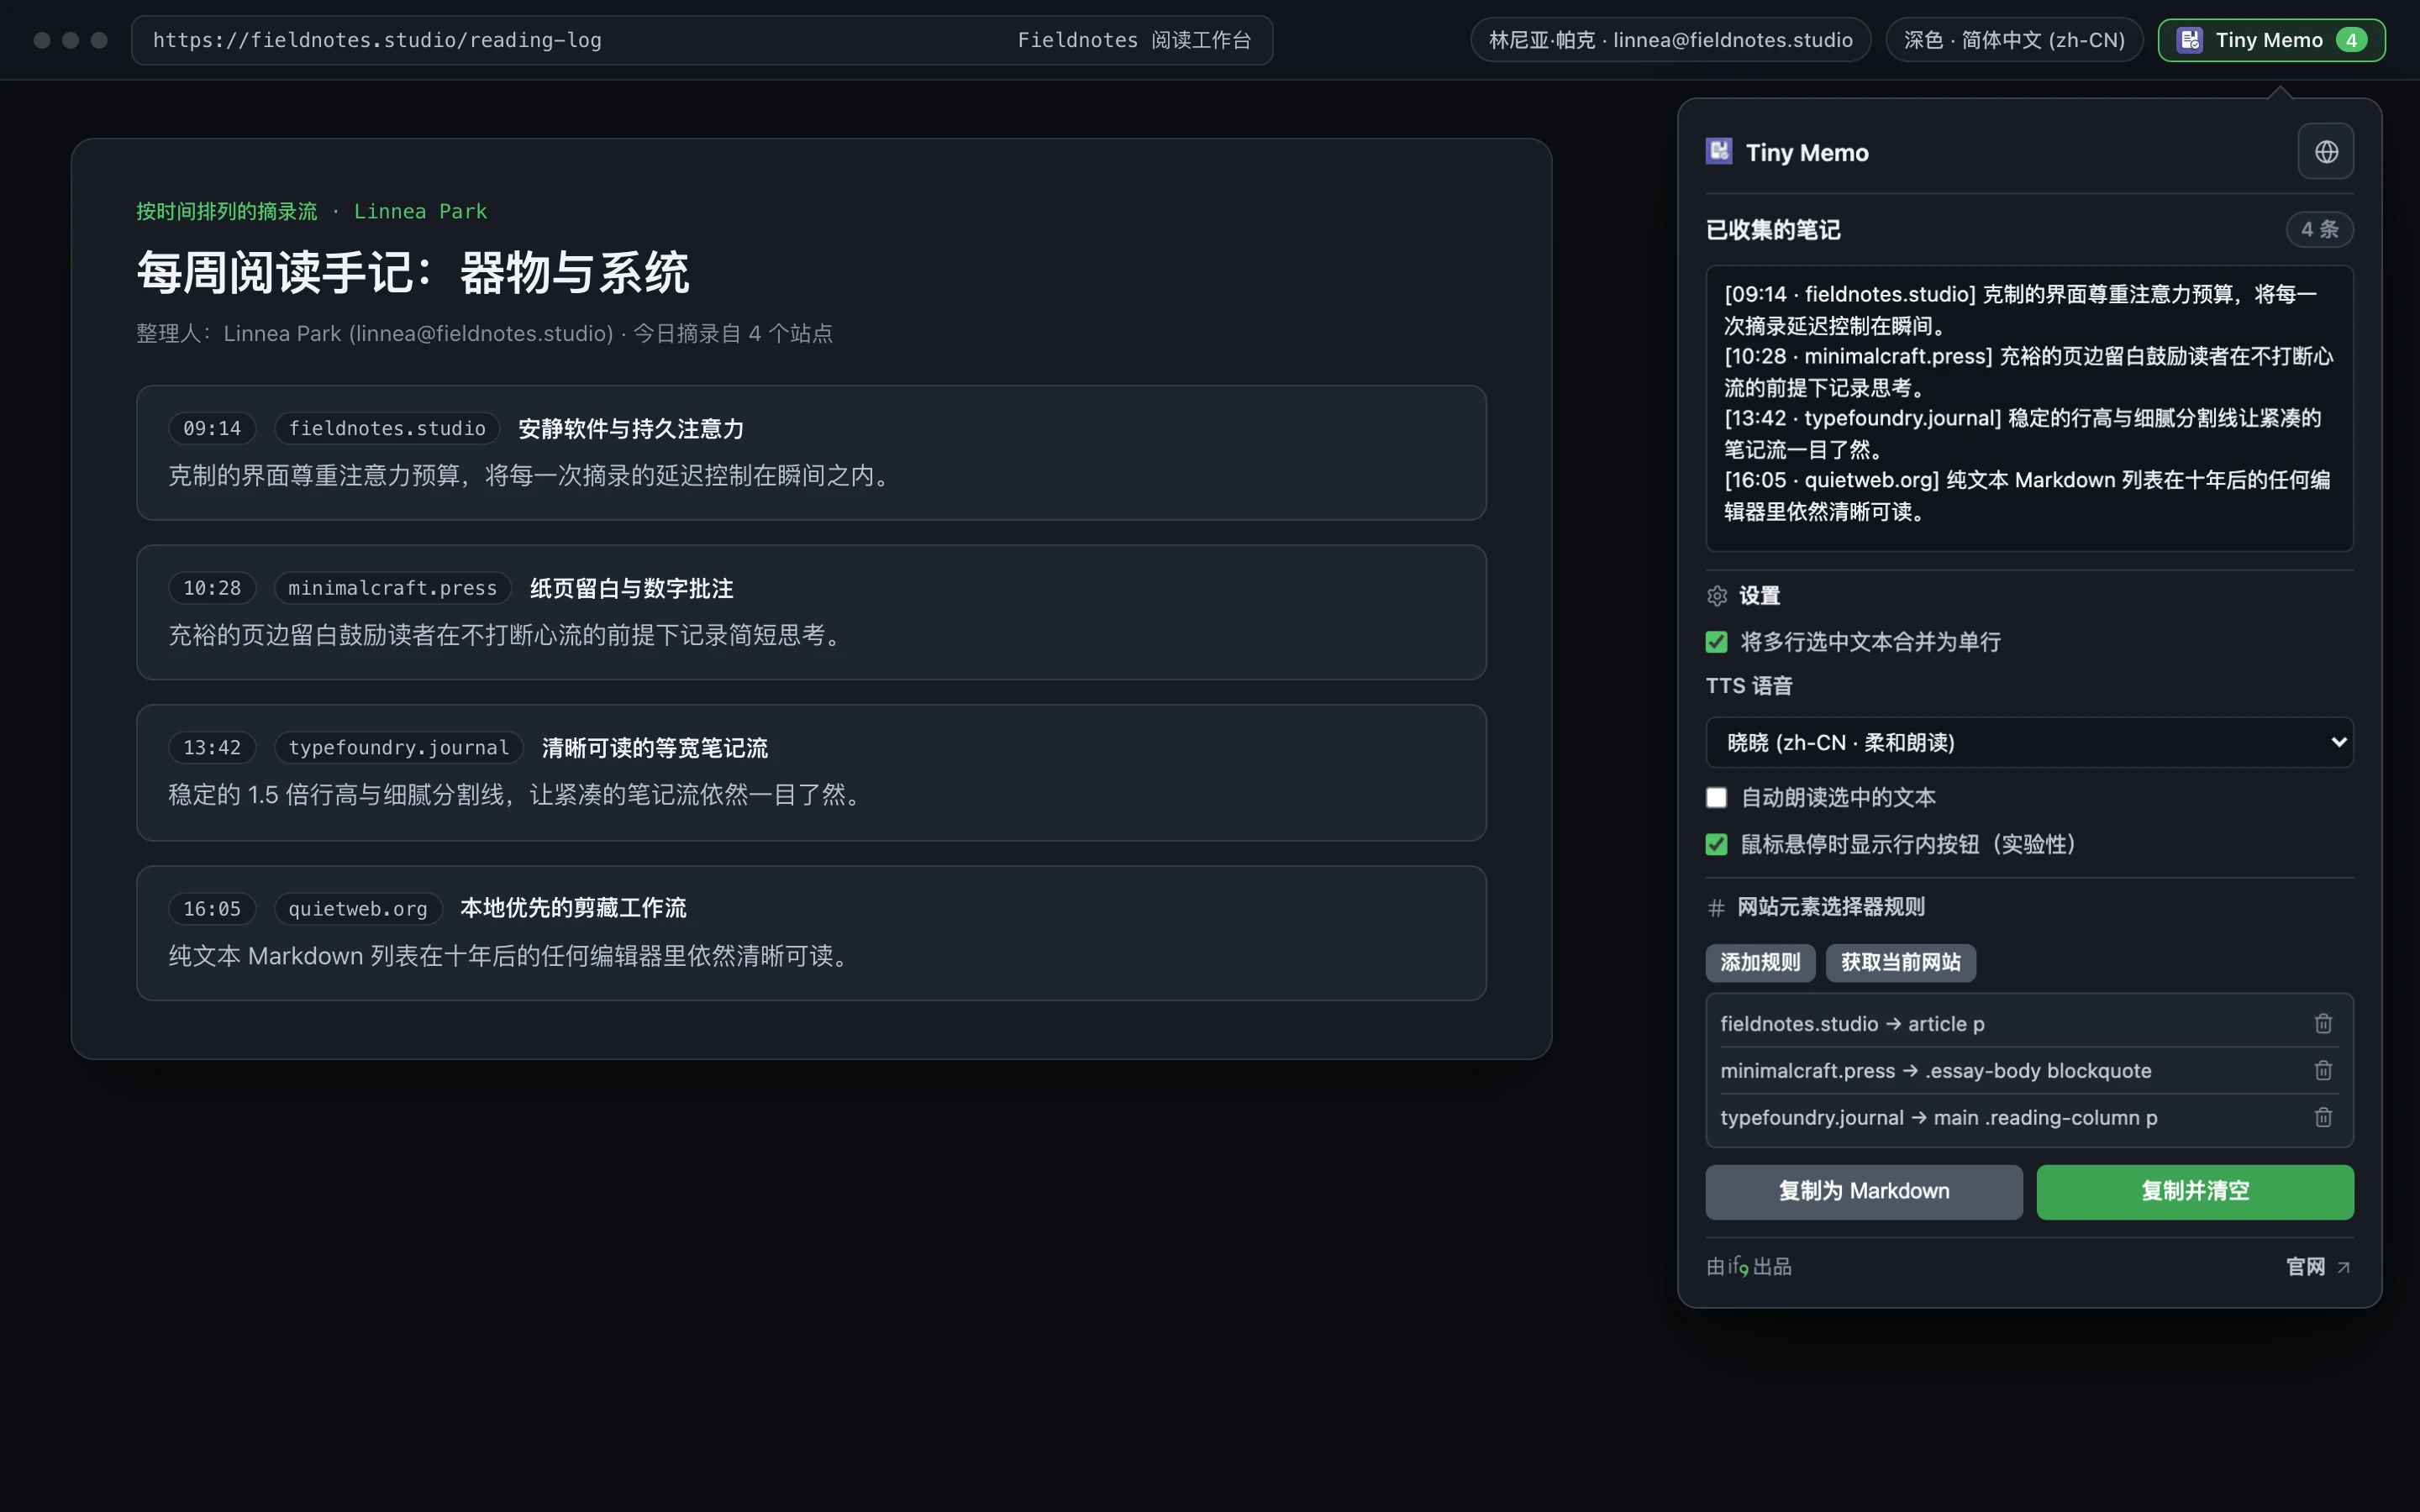 https://fieldnotes.studio/reading-log
Fieldnotes 阅读工作台
林尼亚·帕克 · linnea@fieldnotes.studio
深色 · 简体中文 (zh-CN)
Tiny Memo 4
按时间排列的摘录流 · Linnea Park
每周阅读手记：器物与系统
整理人：Linnea Park (linnea@fieldnotes.studio) · 今日摘录自 4 个站点
09:14 fieldnotes.studio 安静软件与持久注意力
克制的界面尊重注意力预算，将每一次摘录的延迟控制在瞬间之内。
10:28 minimalcraft.press 纸页留白与数字批注
充裕的页边留白鼓励读者在不打断心流的前提下记录简短思考。
13:42 typefoundry.journal 清晰可读的等宽笔记流
稳定的 1.5 倍行高与细腻分割线，让紧凑的笔记流依然一目了然。
16:05 quietweb.org 本地优先的剪藏工作流
纯文本 Markdown 列表在十年后的任何编辑器里依然清晰可读。
Tiny Memo
已收集的笔记
4 条
[09:14 · fieldnotes.studio] 克制的界面尊重注意力预算，将每一
次摘录延迟控制在瞬间。
[10:28 · minimalcraft.press] 充裕的页边留白鼓励读者在不打断心
流的前提下记录思考。
[13:42 · typefoundry.journal] 稳定的行高与细腻分割线让紧凑的
笔记流一目了然。
[16:05 · quietweb.org] 纯文本 Markdown 列表在十年后的任何编
辑器里依然清晰可读。
设置
将多行选中文本合并为单行
TTS 语音
晓晓 (zh-CN · 柔和朗读)
自动朗读选中的文本
鼠标悬停时显示行内按钮（实验性）
# 网站元素选择器规则
添加规则 获取当前网站
fieldnotes.studio → article p
minimalcraft.press → .essay-body blockquote
typefoundry.journal → main .reading-column p
复制为 Markdown
复制并清空
由 if9 出品
官网 ↗